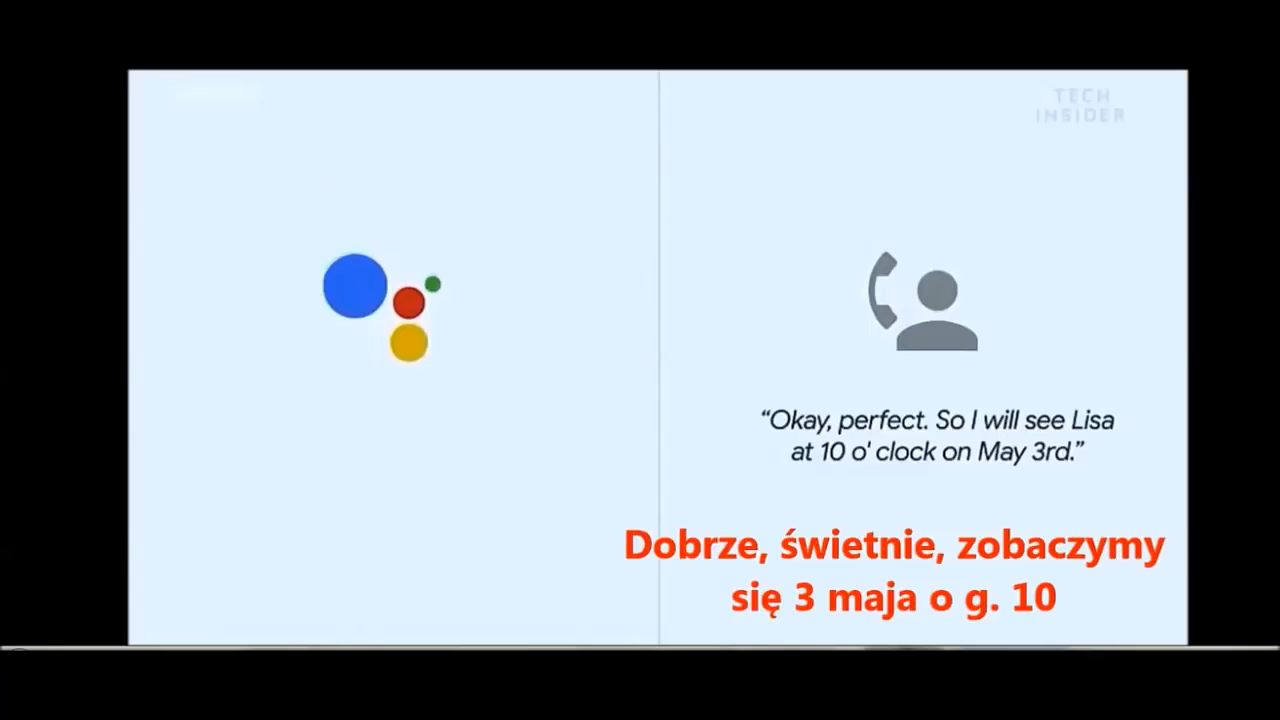 TECH
INSIDER
“Okay, perfect. So I will see Lisa
at 10 o' clock on May 3rd.”
Dobrze, świetnie, zobaczymy
się 3 maja o g. 10